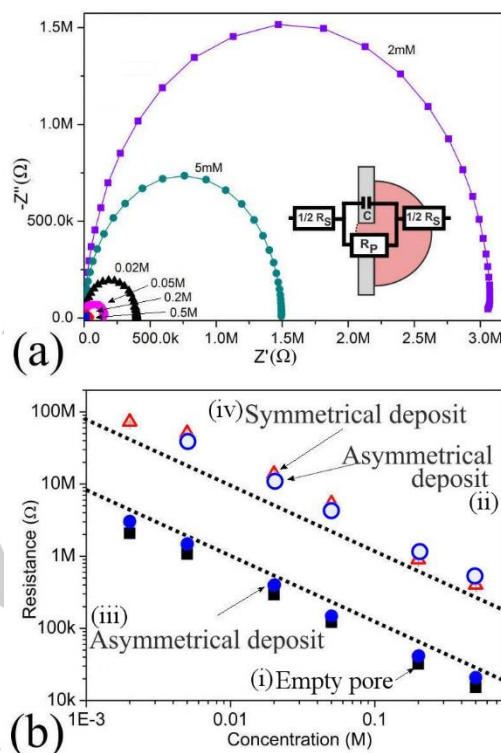 1.5M
1.0M
500.0k
0.0
-Z''(Ω)
2mM
5mM
0.02M
0.05M
0.2M
0.5M
1/2 R_S
C
R_P
1/2 R_S
0.0
500.0k
1.0M
1.5M
2.0M
2.5M
3.0M
Z'(Ω)
(a)
100M
10M
1M
100k
10k
Resistance (Ω)
(iv)Symmetrical deposit
Asymmetrical
deposit
(ii)
(iii)
Asymmetrical deposit
(i)Empty pore
1E-3
0.01
0.1
Concentration (M)
(b)